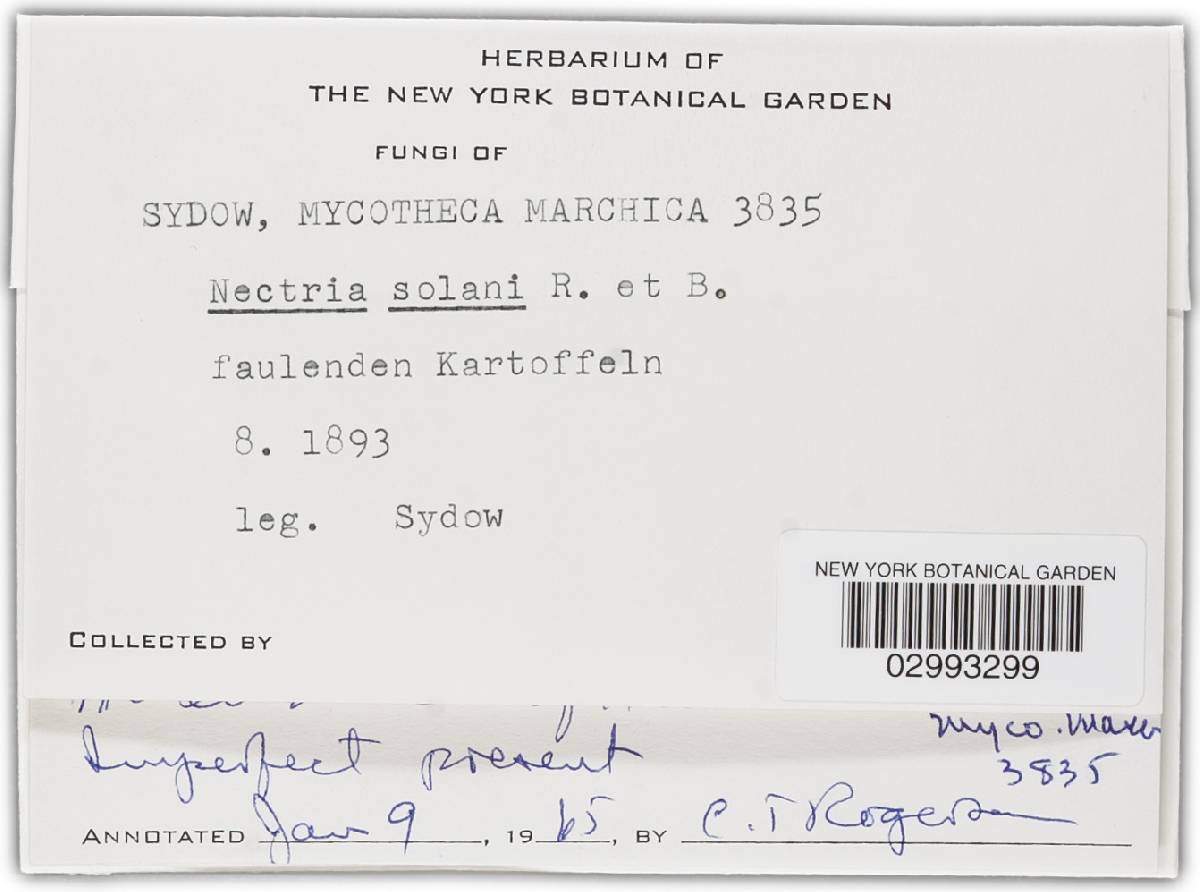 HERBARIUM OF
THE NEW YORK BOTANICAL GARDEN
FUNGI OF
SYDOW, MYCOTHECA MARCHICA 3835
Nectria solani R. et B.
faulenden Kartoffeln
8. 1893
leg. Sydow
NEW YORK BOTANICAL GARDEN
02993299
COLLECTED BY
Myco. March
3835
Imperfect present
ANNOTATED Jan 9, 1965, BY C. T. Rogerson